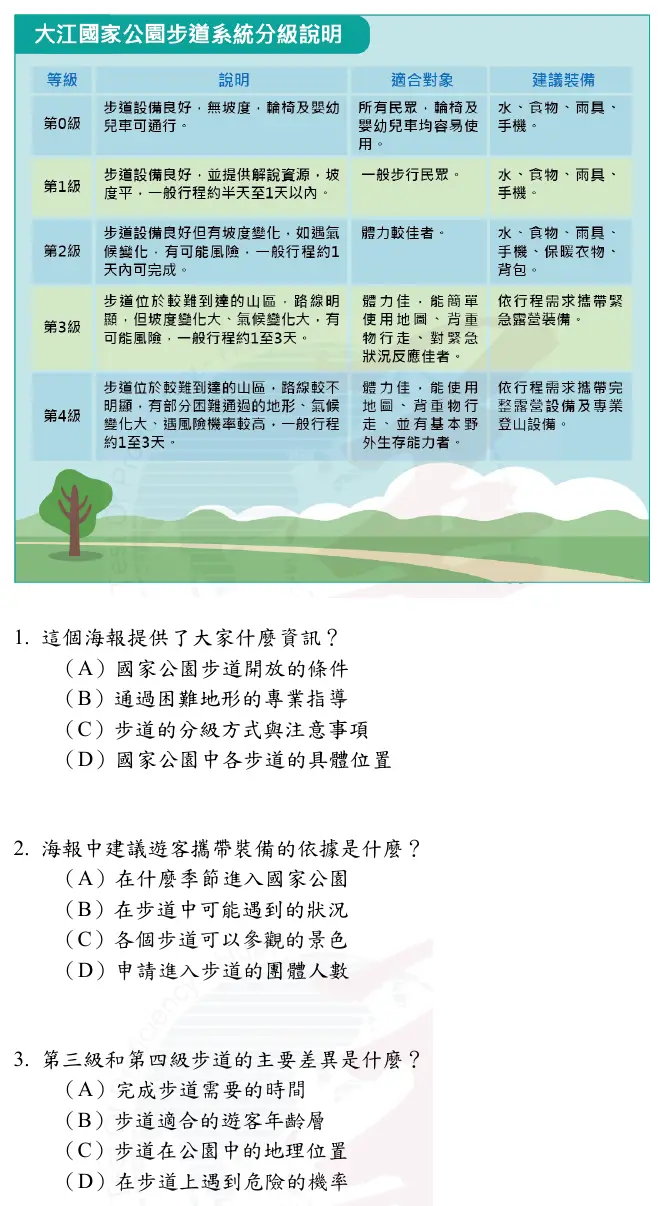 大江國家公園步道系統分級說明
等級 說明 適合對象 建議裝備
第0級
步道設備良好，無坡度，輪椅及嬰幼
兒車可通行。
所有民眾，輪椅及
嬰幼兒車均容易使
用。
水、食物、雨具、
手機。
第1級
步道設備良好，並提供解說資源，坡
度平，一般行程約半天至1天以內。
一般步行民眾。
水、食物、雨具、
手機。
第2級
步道設備良好但有坡度變化，如遇氣
候變化，有可能風險，一般行程約1
天內可完成。
體力較佳者。
水、食物、雨具、
手機、保暖衣物、
背包。
第3級
步道位於較難到達的山區，路線明
顯，但坡度變化大、氣候變化大，有
可能風險，一般行程約1至3天。
體力佳，能簡單
使用地圖、背重
物行走、對緊急
狀況反應佳者。
依行程需求攜帶緊
急露營裝備。
第4級
步道位於較難到達的山區，路線較不
明顯，有部分困難通過的地形、氣候
變化大、遇風險機率較高，一般行程
約1至3天。
體力佳，能使用
地圖、背重物行
走、並有基本野
外生存能力者。
依行程需求攜帶完
整露營設備及專業
登山設備。
1. 這個海報提供了大家什麼資訊？
（A）國家公園步道開放的條件
（B）通過困難地形的專業指導
（C）步道的分級方式與注意事項
（D）國家公園中各步道的具體位置
2. 海報中建議遊客攜帶裝備的依據是什麼？
（A）在什麼季節進入國家公園
（B）在步道中可能遇到的狀況
（C）各個步道可以參觀的景色
（D）申請進入步道的團體人數
3. 第三級和第四級步道的主要差異是什麼？
（A）完成步道需要的時間
（B）步道適合的遊客年齡層
（C）步道在公園中的地理位置
（D）在步道上遇到危險的機率